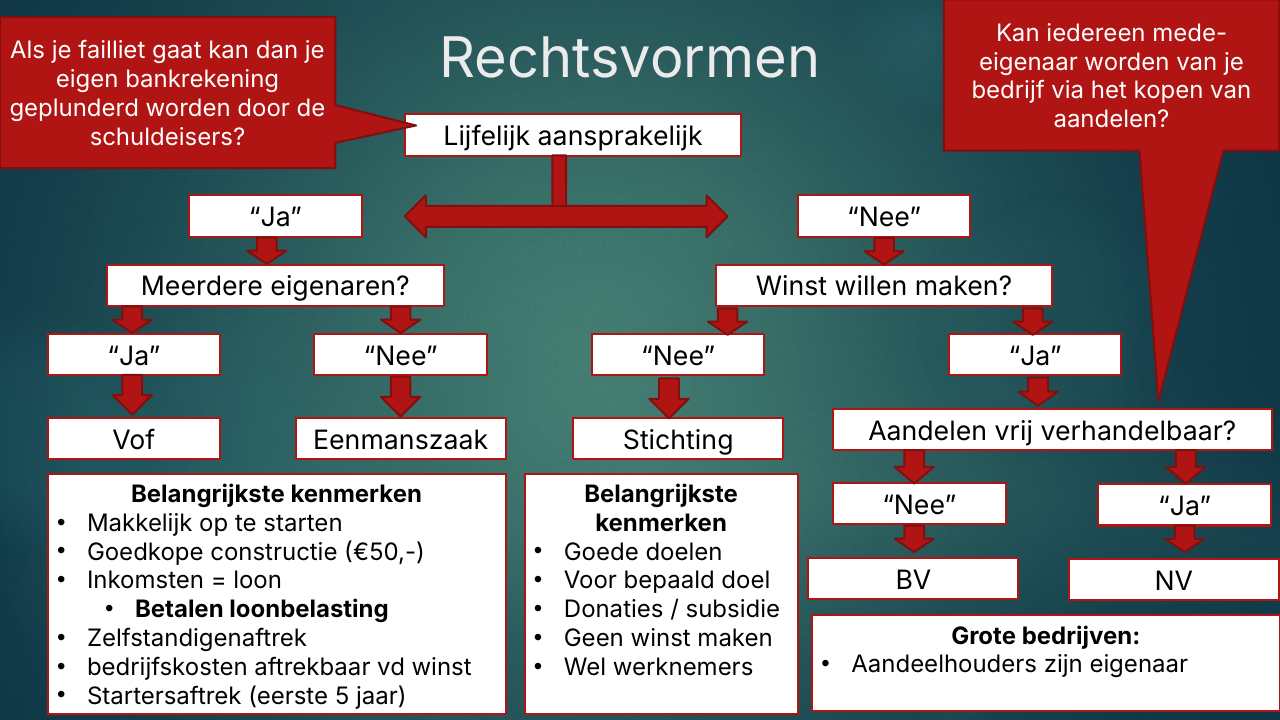 Als je failliet gaat kan dan je
eigen bankrekening
geplunderd worden door de
schuldeisers?
Rechtsvormen
Kan iedereen mede-
eigenaar worden van je
bedrijf via het kopen van
aandelen?
Lijfelijk aansprakelijk
“Ja”
“Nee”
Meerdere eigenaren?
Winst willen maken?
“Ja”
“Nee”
“Nee”
“Ja”
Vof
Eenmanszaak
Stichting
Aandelen vrij verhandelbaar?
“Nee”
“Ja”
BV
NV
Belangrijkste kenmerken
• Makkelijk op te starten
• Goedkope constructie (€50,-)
• Inkomsten = loon
• Betalen loonbelasting
• Zelfstandigenaftrek
• bedrijfskosten aftrekbaar vd winst
• Startersaftrek (eerste 5 jaar)
Belangrijkste
kenmerken
• Goede doelen
• Voor bepaald doel
• Donaties / subsidie
• Geen winst maken
• Wel werknemers
Grote bedrijven:
• Aandeelhouders zijn eigenaar